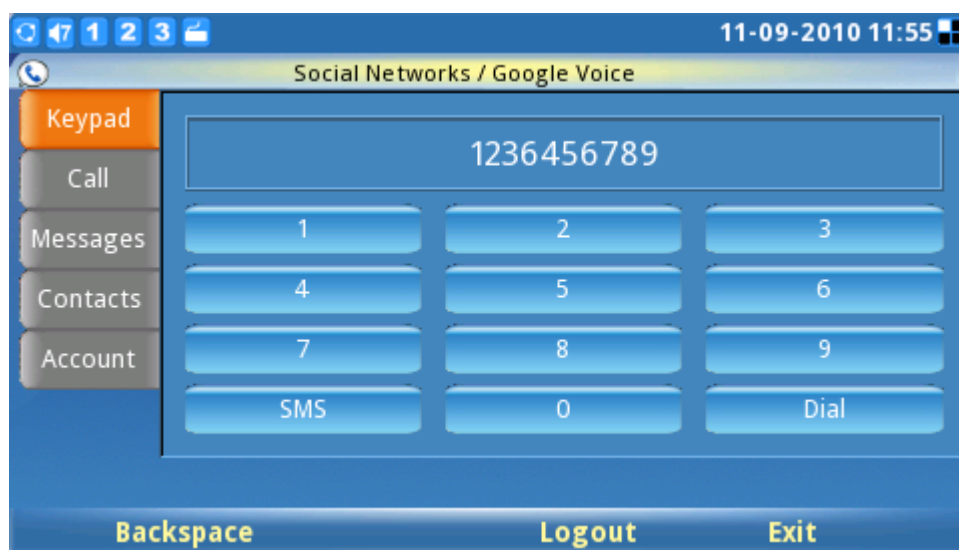 47 1 2 3 11-09-2010 11:55
Social Networks / Google Voice
Keypad
Call
Messages
Contacts
Account
1236456789
1 2 3
4 5 6
7 8 9
SMS 0 Dial
Backspace Logout Exit